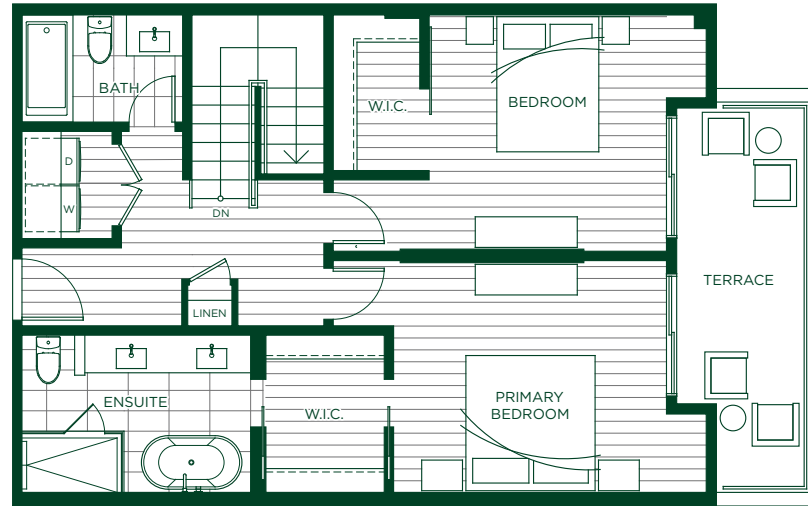 BATH
W.I.C.
BEDROOM
D
W
DN
TERRACE
LINEN
ENSUITE
W.I.C.
PRIMARY
BEDROOM